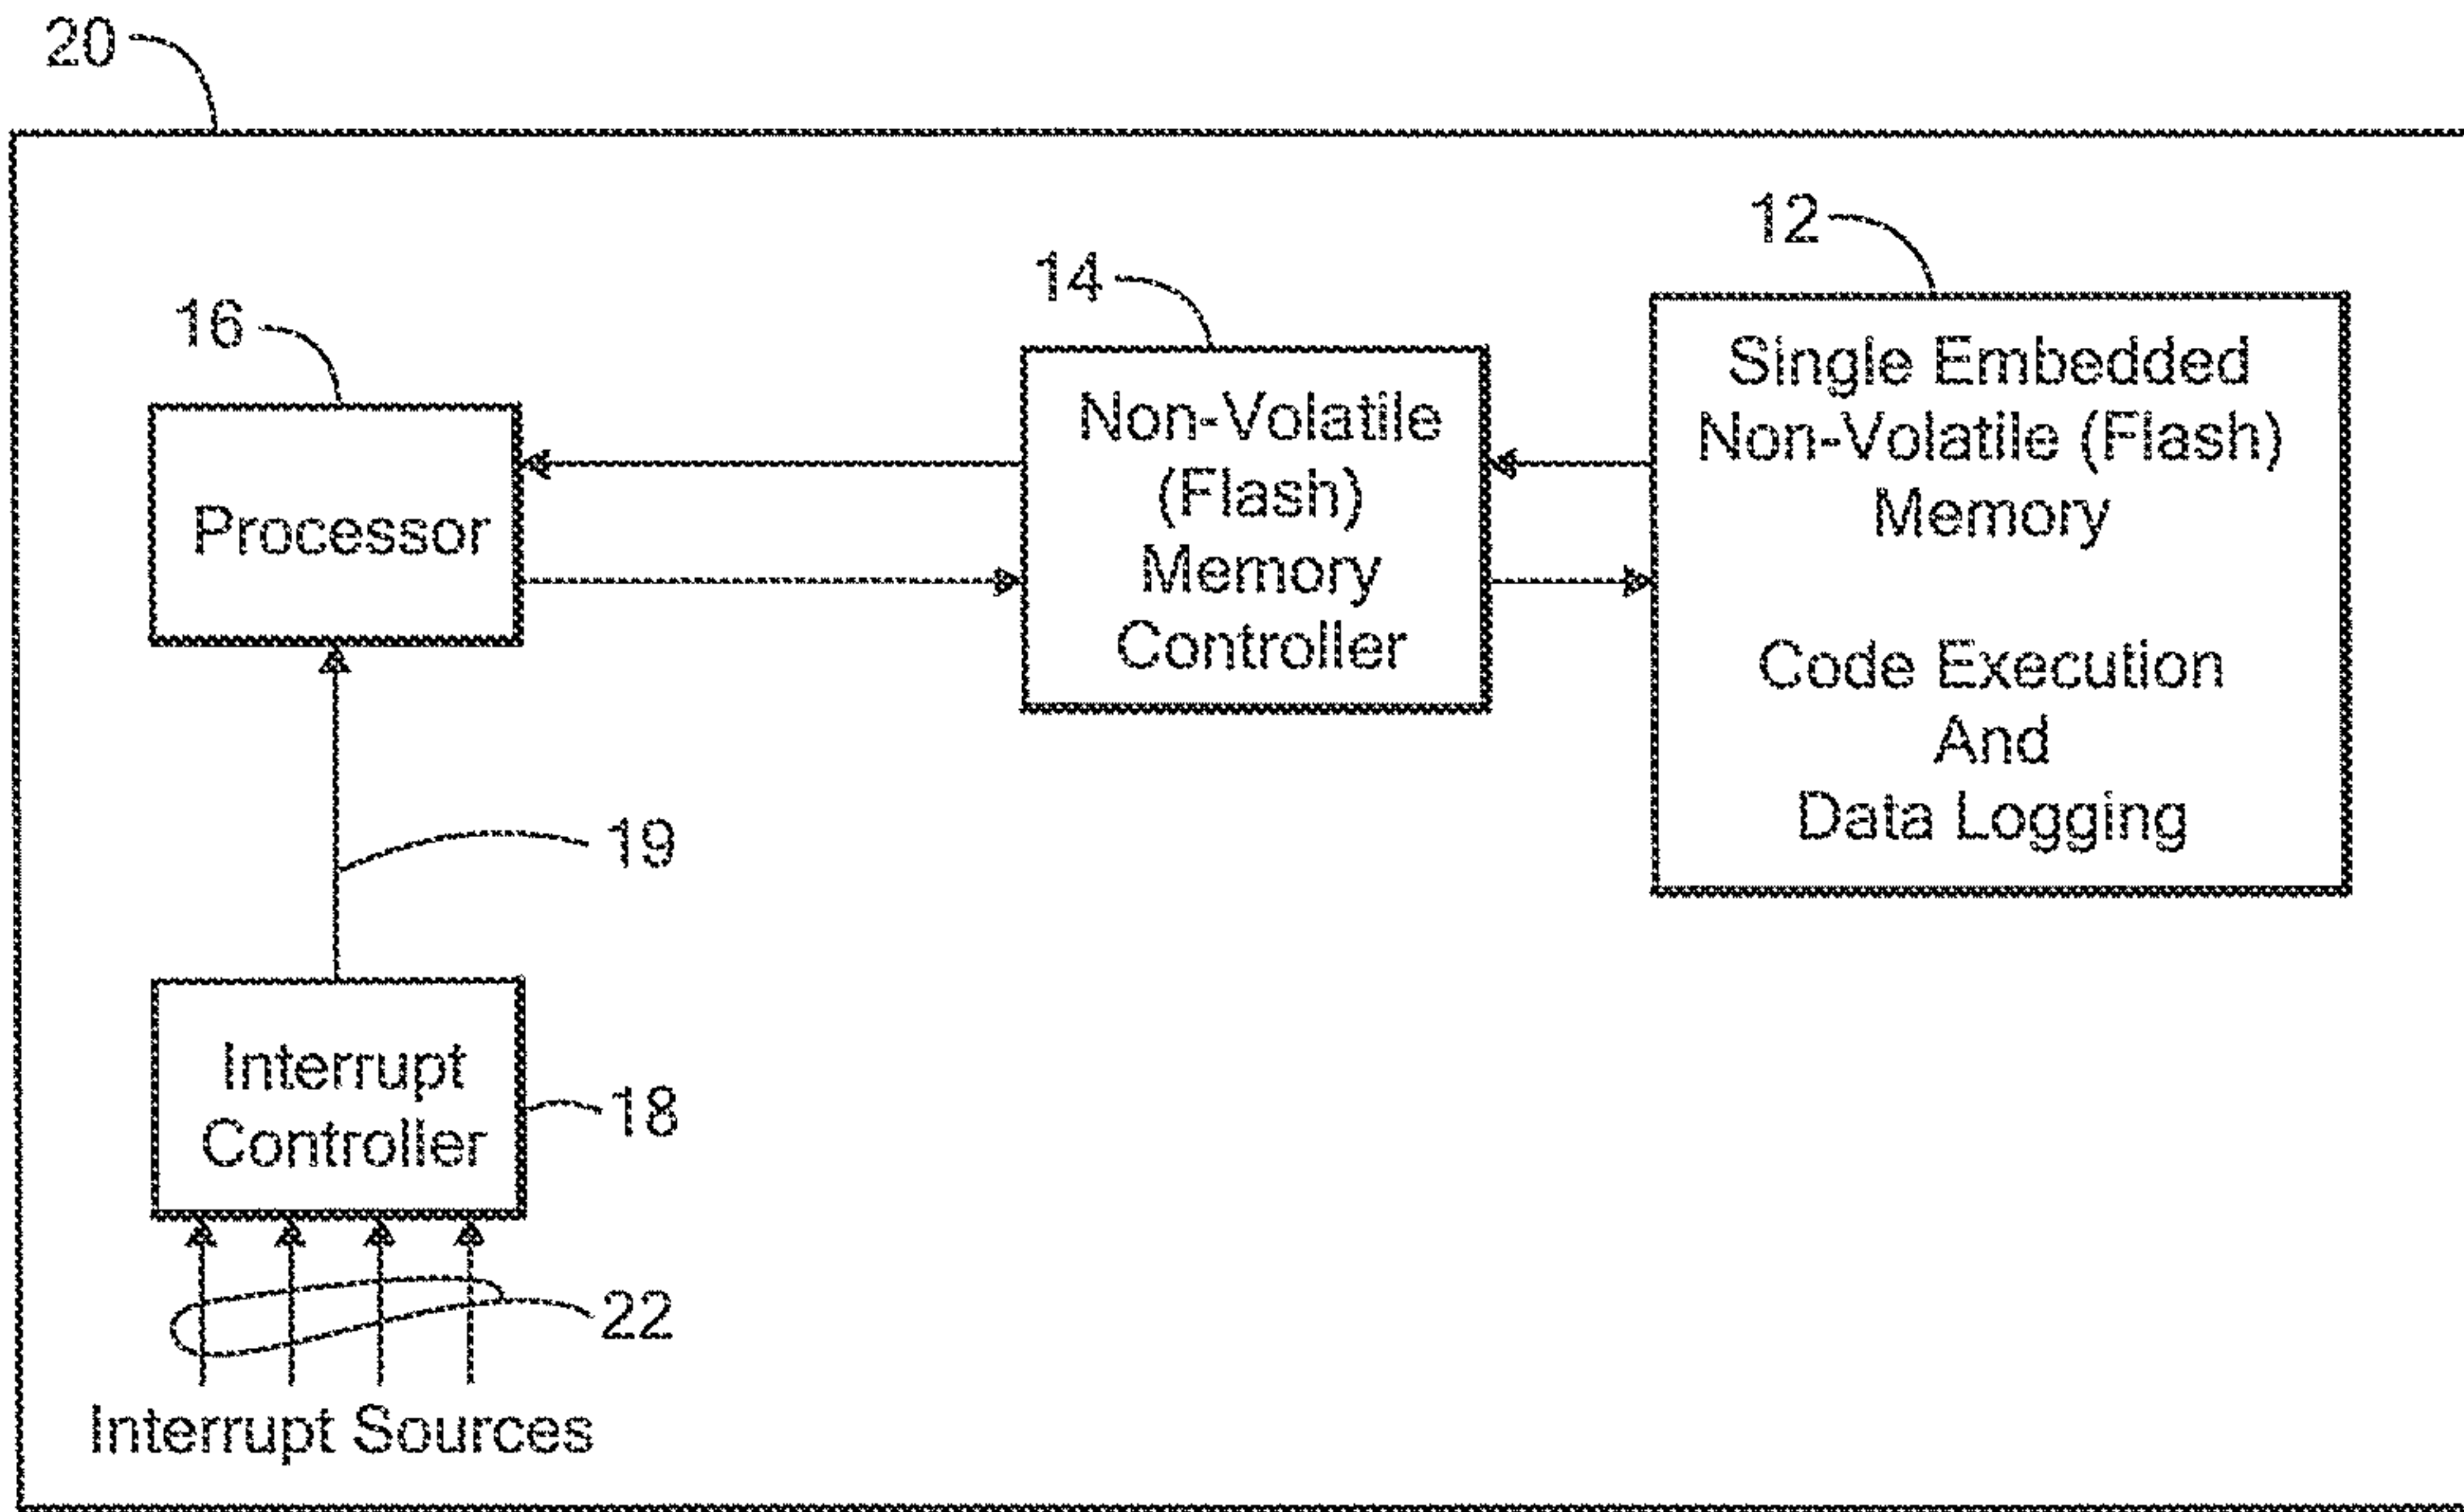 20
12
14
16
Single Embedded
Non-Volatile (Flash)
Memory
Code Execution
And
Data Logging
Non-Volatile
(Flash)
Memory
Controller
Processor
19
Interrupt
Controller
18
22
Interrupt Sources